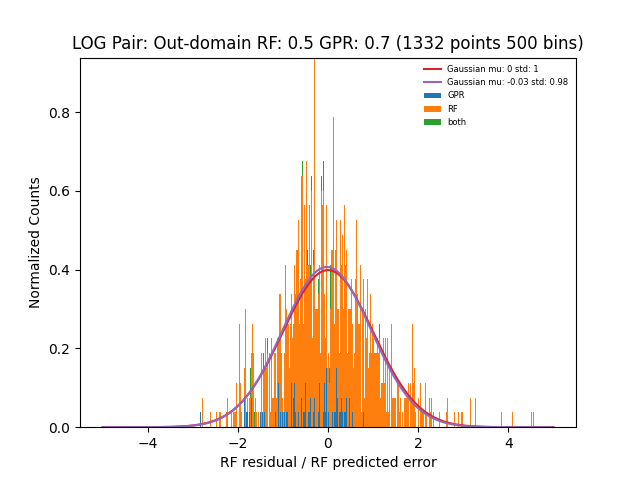 LOG Pair: Out-domain RF: 0.5 GPR: 0.7 (1332 points 500 bins)
Gaussian mu: 0 std: 1
Gaussian mu: -0.03 std: 0.98
GPR
RF
both
Normalized Counts
0.8
0.6
0.4
0.2
0.0
−4
−2
0
2
4
RF residual / RF predicted error